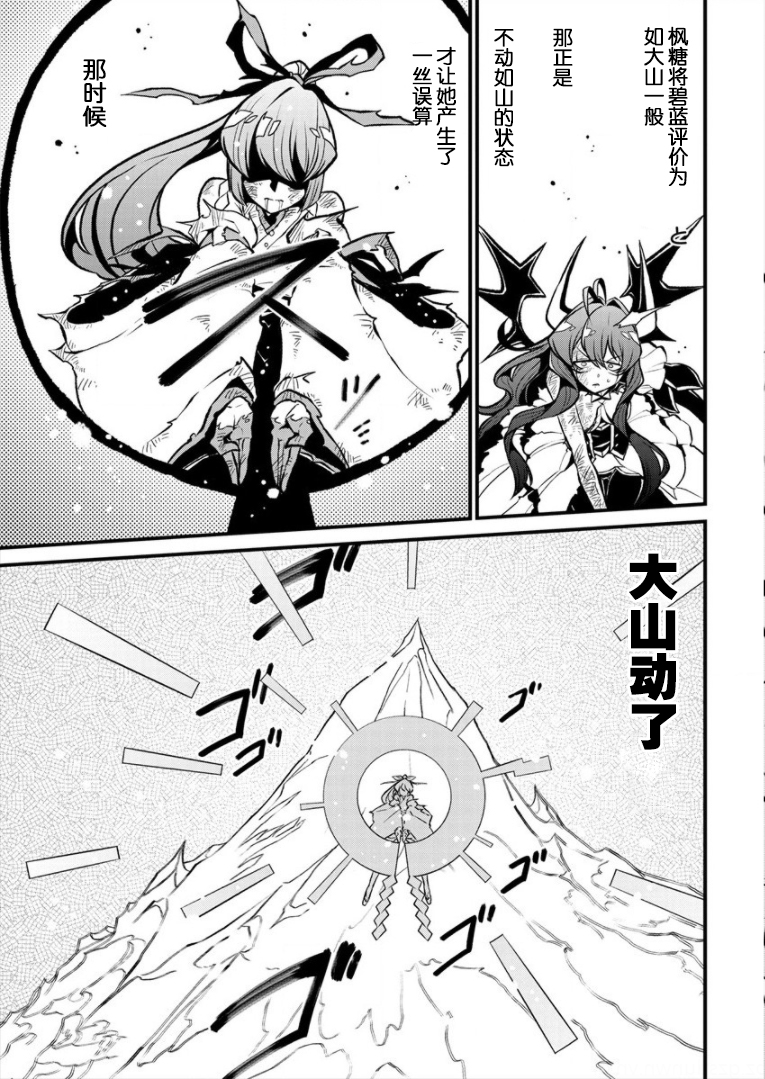 枫糖将碧蓝评价为
如大山一般
那正是
不动如山的状态
と
才让她产生了
一丝误算
那时候
大山动了
ゴ
ゴ
ゴ
ゴ
ゴ
ゴ
ゴ
ゴ